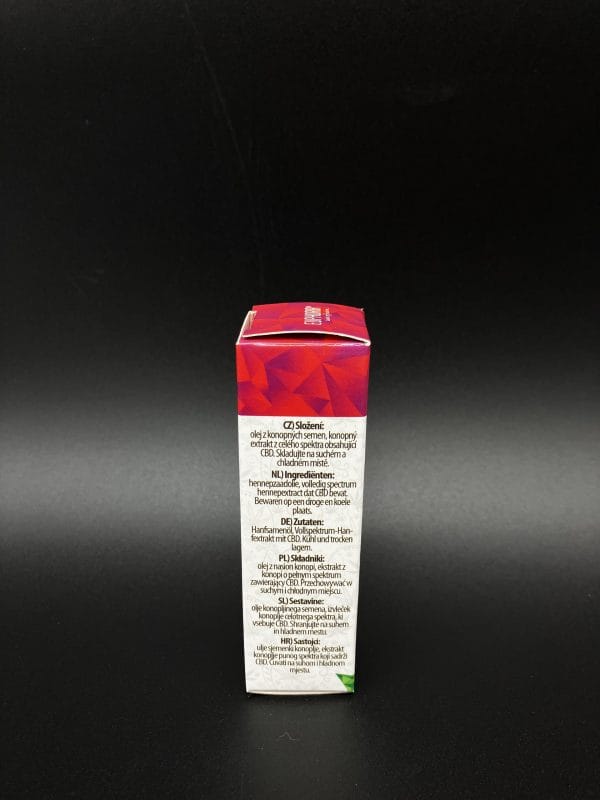 CZ) Složení:
olej z konopných semen, konopný
extrakt z celého spektra obsahující
CBD. Skladujte na suchém a
chladném místě.
NL) Ingrediënten:
hennepzaadolie, volledig spectrum
hennepextract dat CBD bevat.
Bewaren op een droge en koele
plaats.
DE) Zutaten:
Hanfsamenöl, Vollspektrum-Han-
fextrakt mit CBD. Kühl und trocken
lagern.
PL) Składniki:
olej z nasion konopi, ekstrakt z
konopi o pełnym spektrum
zawierający CBD. Przechowywać w
suchym i chłodnym miejscu.
SL) Sestavine:
olje konopljinega semena, izvleček
konoplje celotnega spektra, ki
vsebuje CBD. Shranjujte na suhem
in hladnem mestu.
HR) Sastojci:
ulje sjemenki konoplje, ekstrakt
konoplje punog spektra koji sadrži
CBD. Čuvati na suhom i hladnom
mjestu.